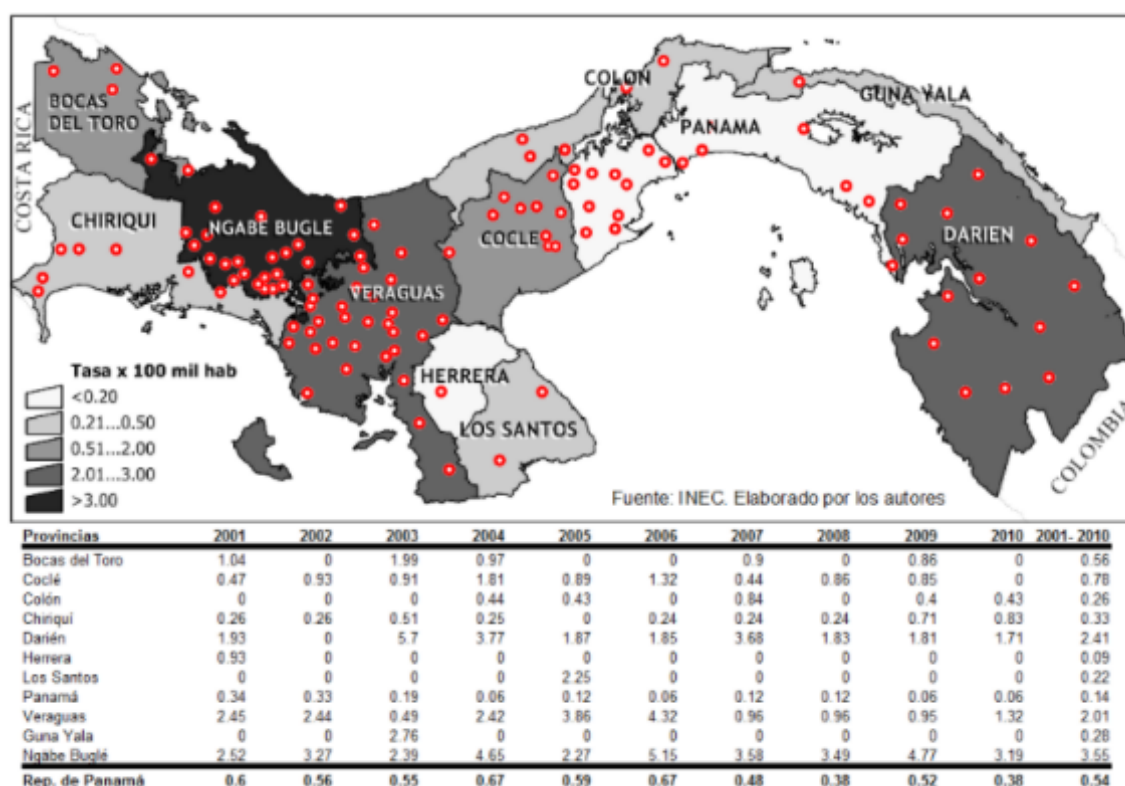 COLON
GUNA YALA
BOCAS
DEL TORO
PANAMA
COSTA RICA
CHIRIQUI
NGABE BUGLE
COCLE
DARIEN
VERAGUAS
HERRERA
LOS SANTOS
COLOMBIA
Tasa x 100 mil hab
<0.20
0.21...0.50
0.51...2.00
2.01...3.00
>3.00
Fuente: INEC. Elaborado por los autores
Provincias 2001 2002 2003 2004 2005 2006 2007 2008 2009 2010 2001- 2010
Bocas del Toro 1.04 0 1.99 0.97 0 0 0.9 0 0.86 0 0.56
Coclé 0.47 0.93 0.91 1.81 0.89 1.32 0.44 0.86 0.85 0 0.78
Colón 0 0 0 0.44 0.43 0 0.84 0 0.4 0.43 0.26
Chiriquí 0.26 0.26 0.51 0.25 0 0.24 0.24 0.24 0.71 0.83 0.33
Darién 1.93 0 5.7 3.77 1.87 1.85 3.68 1.83 1.81 1.71 2.41
Herrera 0.93 0 0 0 0 0 0 0 0 0 0.09
Los Santos 0 0 0 0 2.25 0 0 0 0 0 0.22
Panamá 0.34 0.33 0.19 0.06 0.12 0.06 0.12 0.12 0.06 0.06 0.14
Veraguas 2.45 2.44 0.49 2.42 3.86 4.32 0.96 0.96 0.95 1.32 2.01
Guna Yala 0 0 2.76 0 0 0 0 0 0 0 0.28
Ngäbe Buglé 2.52 3.27 2.39 4.65 2.27 5.15 3.58 3.49 4.77 3.19 3.55
Rep. de Panamá 0.6 0.56 0.55 0.67 0.59 0.67 0.48 0.38 0.52 0.38 0.54